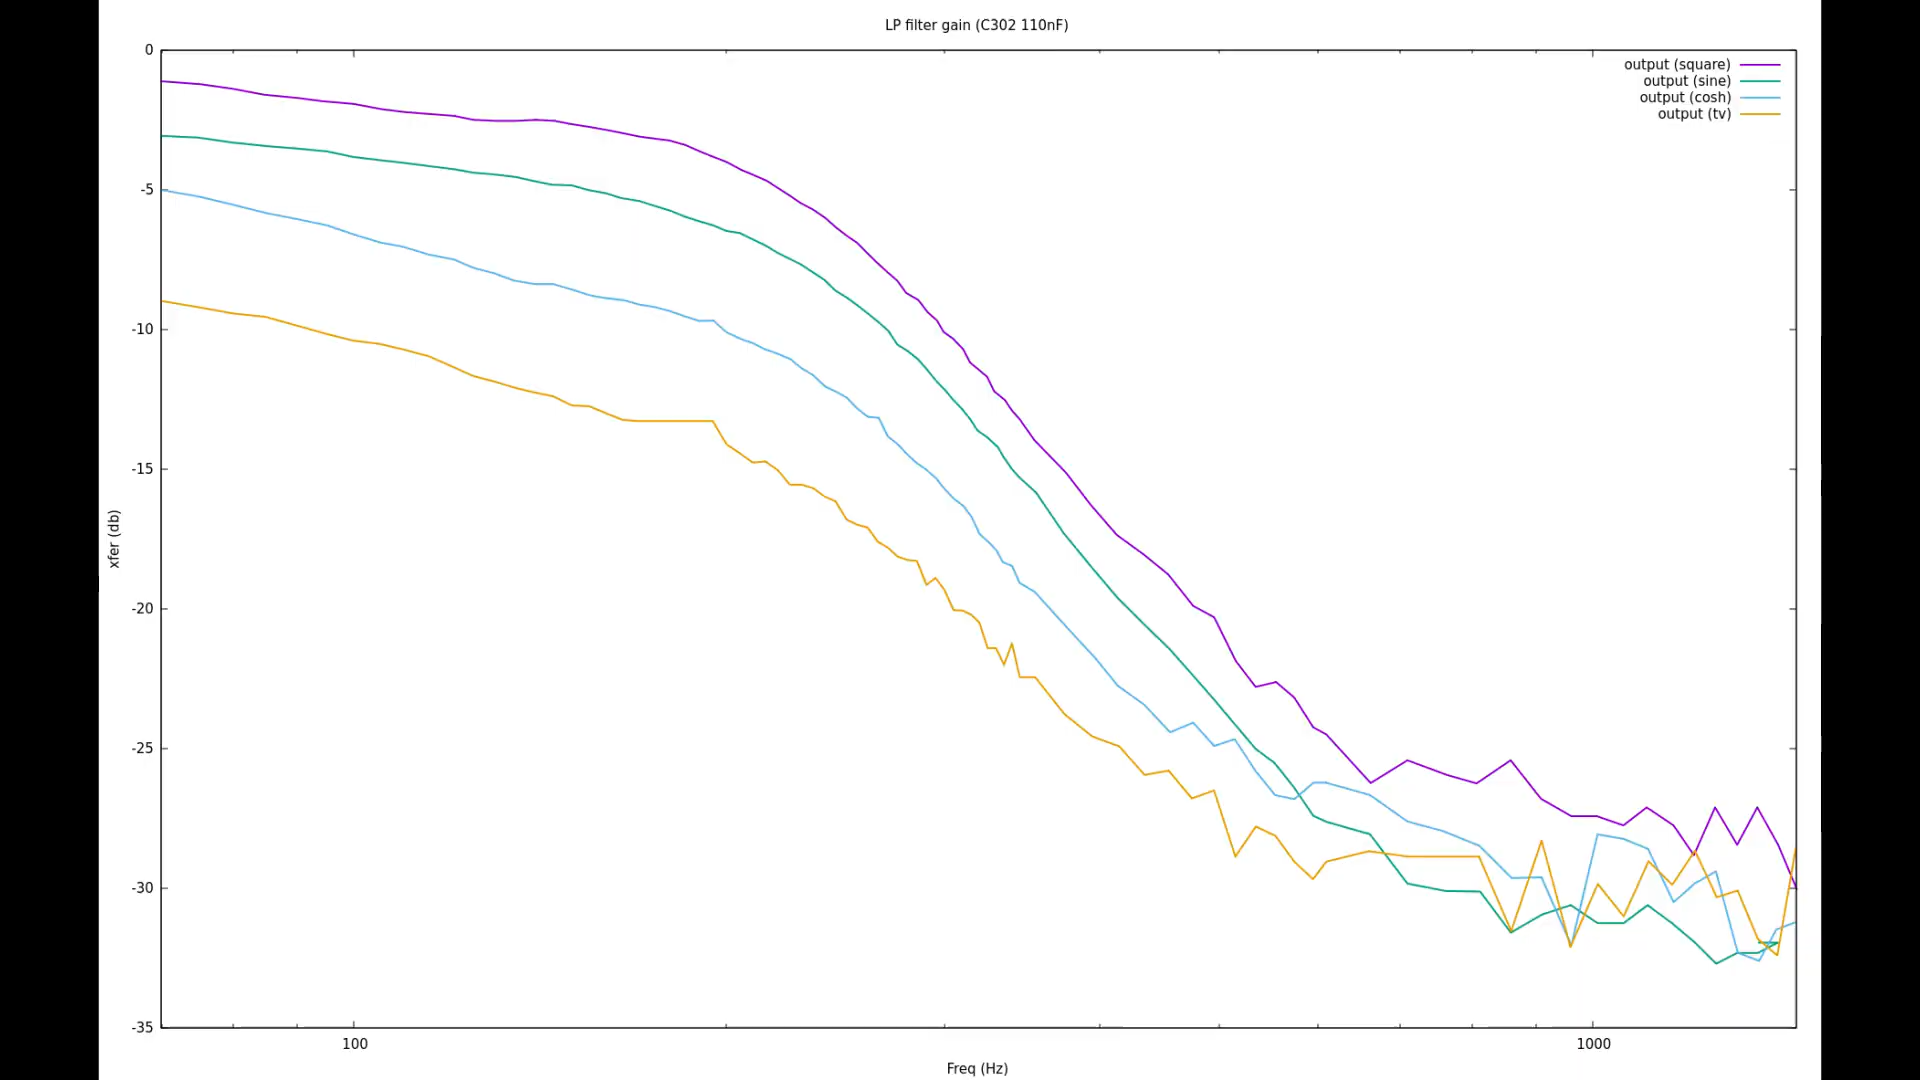 LP filter gain (C302 110nF)
output (square)
output (sine)
output (cosh)
output (tv)
0
-5
-10
-15
-20
-25
-30
-35
xfer (db)
100
1000
Freq (Hz)